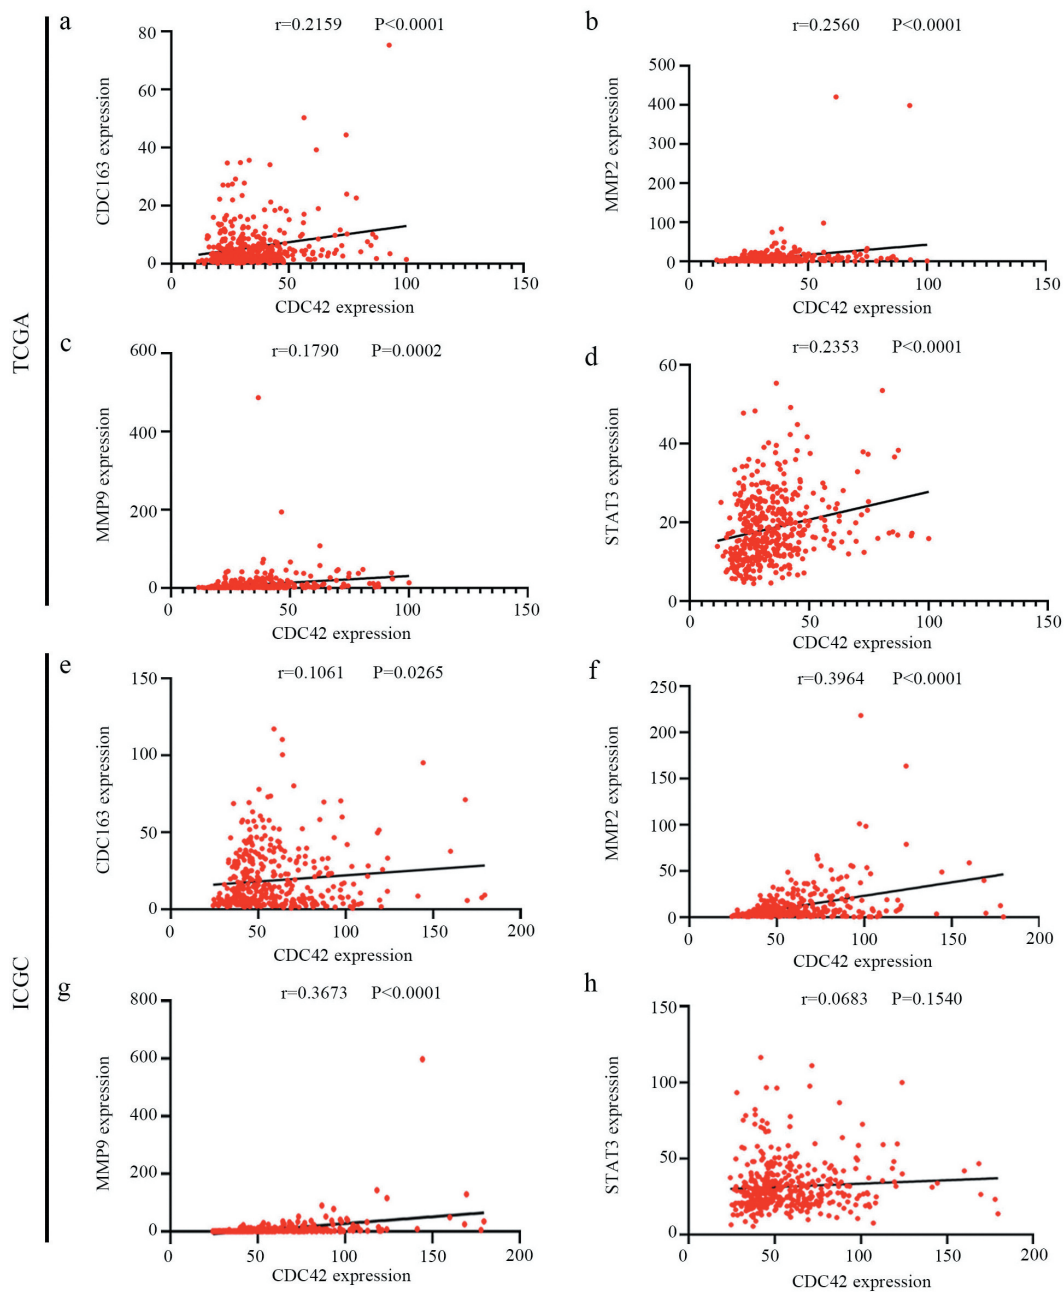 TCGA
a
r=0.2159 P<0.0001
CDC163 expression
80
60
40
20
0
0 50 100 150
CDC42 expression
b
r=0.2560 P<0.0001
MMP2 expression
500
400
300
200
100
0
0 50 100 150
CDC42 expression
c
r=0.1790 P=0.0002
MMP9 expression
600
400
200
0
0 50 100 150
CDC42 expression
d
r=0.2353 P<0.0001
STAT3 expression
60
40
20
0
0 50 100 150
CDC42 expression
ICGC
e
r=0.1061 P=0.0265
CDC163 expression
150
100
50
0
0 50 100 150 200
CDC42 expression
f
r=0.3964 P<0.0001
MMP2 expression
250
200
150
100
50
0
0 50 100 150 200
CDC42 expression
g
r=0.3673 P<0.0001
MMP9 expression
800
600
400
200
0
0 50 100 150 200
CDC42 expression
h
r=0.0683 P=0.1540
STAT3 expression
150
100
50
0
0 50 100 150 200
CDC42 expression